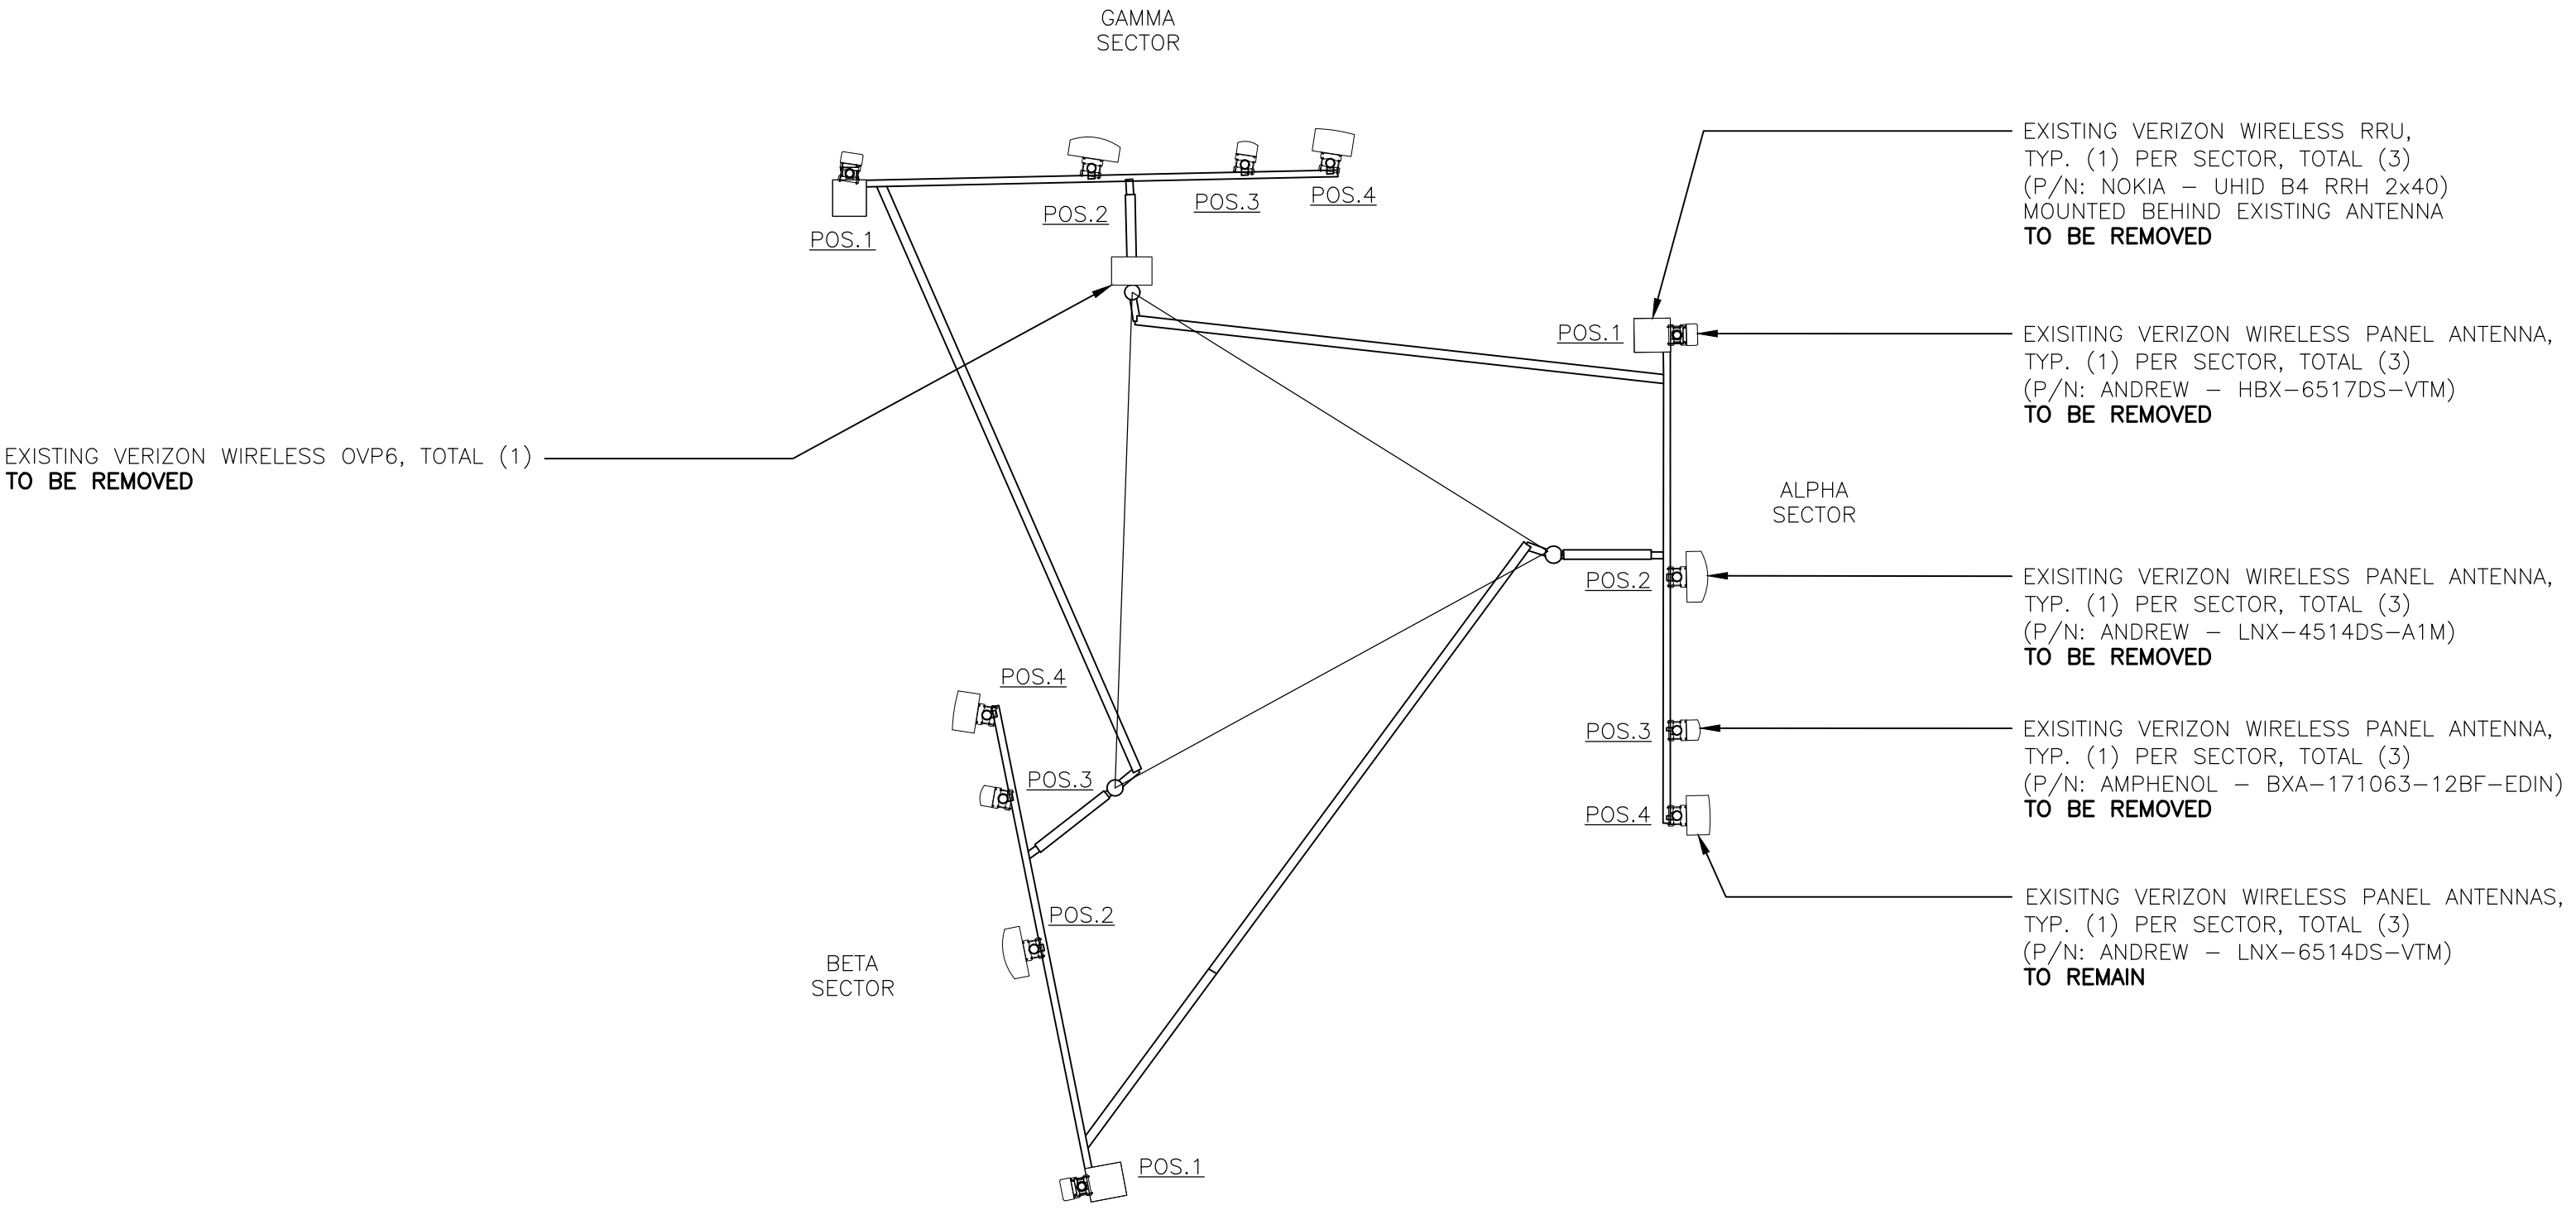 GAMMA
SECTOR
POS.1
POS.2
POS.3
POS.4
EXISTING VERIZON WIRELESS OVP6, TOTAL (1)
TO BE REMOVED
EXISTING VERIZON WIRELESS RRU,
TYP. (1) PER SECTOR, TOTAL (3)
(P/N: NOKIA – UHID B4 RRH 2x40)
MOUNTED BEHIND EXISTING ANTENNA
TO BE REMOVED
POS.1
EXISITING VERIZON WIRELESS PANEL ANTENNA,
TYP. (1) PER SECTOR, TOTAL (3)
(P/N: ANDREW – HBX–6517DS–VTM)
TO BE REMOVED
ALPHA
SECTOR
POS.2
EXISITING VERIZON WIRELESS PANEL ANTENNA,
TYP. (1) PER SECTOR, TOTAL (3)
(P/N: ANDREW – LNX–4514DS–A1M)
TO BE REMOVED
POS.3
EXISITING VERIZON WIRELESS PANEL ANTENNA,
TYP. (1) PER SECTOR, TOTAL (3)
(P/N: AMPHENOL – BXA–171063–12BF–EDIN)
TO BE REMOVED
POS.4
EXISITNG VERIZON WIRELESS PANEL ANTENNAS,
TYP. (1) PER SECTOR, TOTAL (3)
(P/N: ANDREW – LNX–6514DS–VTM)
TO REMAIN
POS.4
POS.3
POS.2
BETA
SECTOR
POS.1